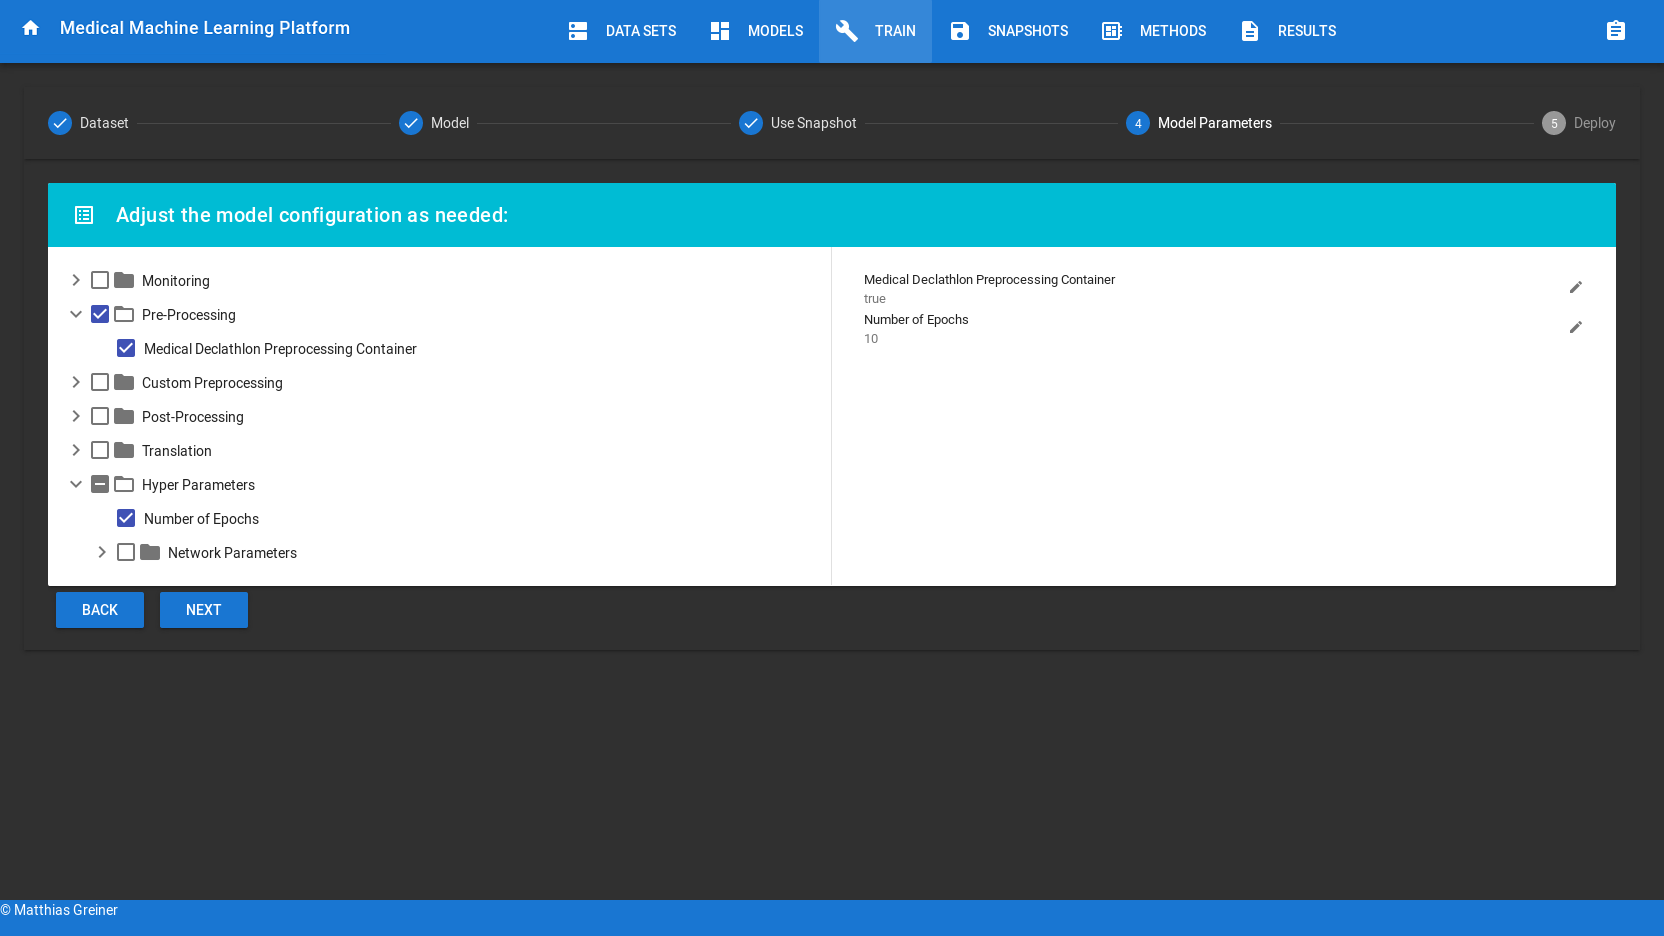 Medical Machine Learning Platform
DATA SETS
MODELS
TRAIN
SNAPSHOTS
METHODS
RESULTS
Dataset
Model
Use Snapshot
4 Model Parameters
5 Deploy
Adjust the model configuration as needed:
Monitoring
Pre-Processing
Medical Declathlon Preprocessing Container
Custom Preprocessing
Post-Processing
Translation
Hyper Parameters
Number of Epochs
Network Parameters
Medical Declathlon Preprocessing Container
true
Number of Epochs
10
BACK
NEXT
© Matthias Greiner